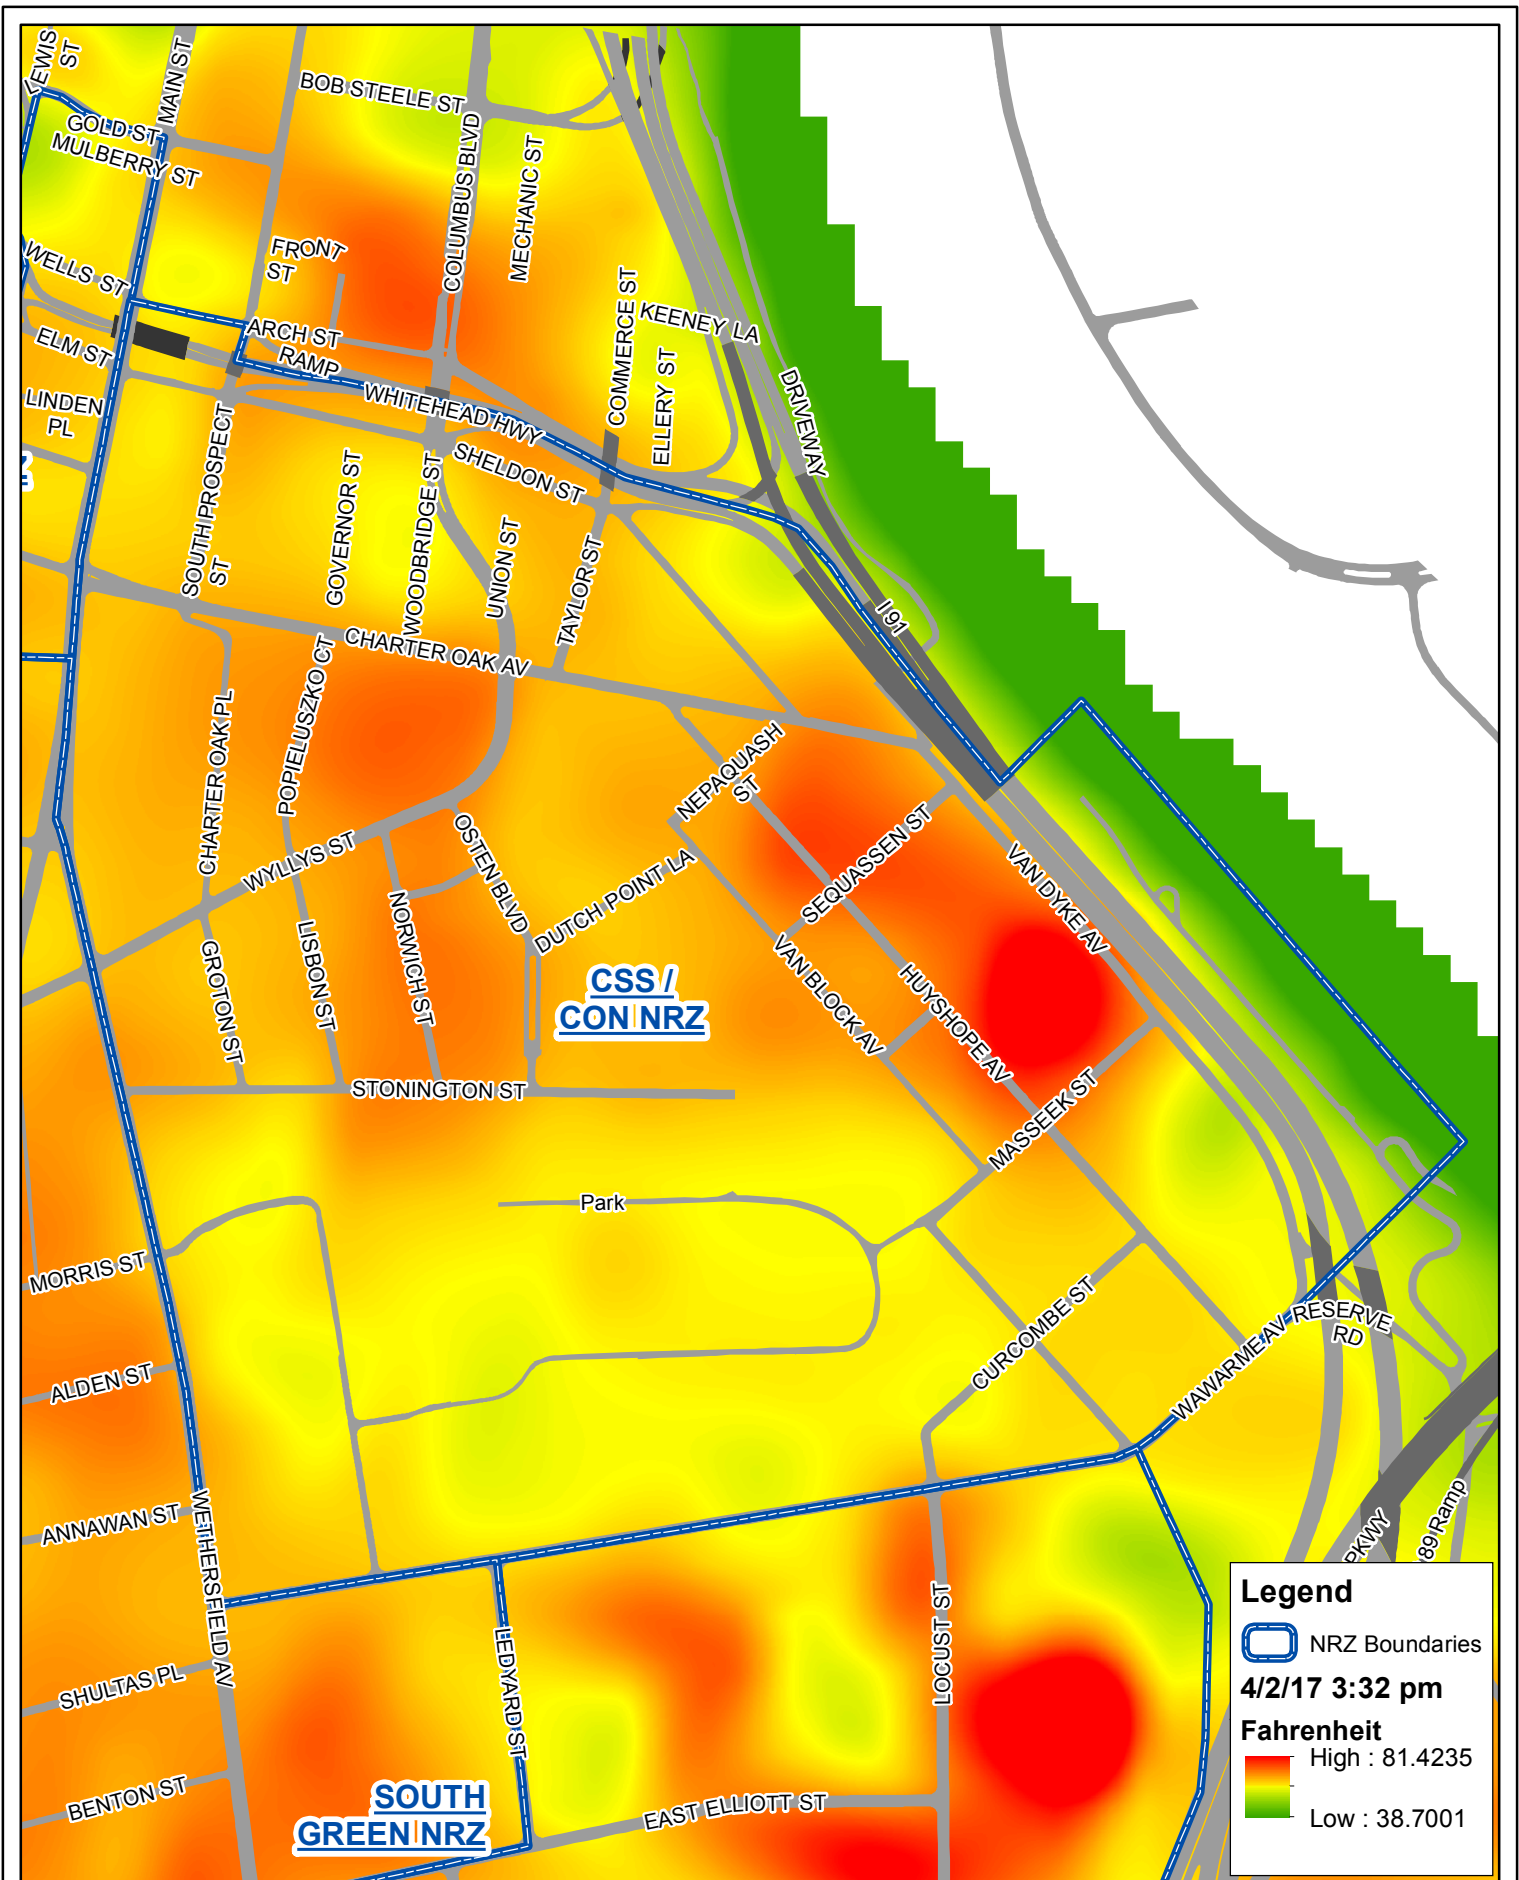 LEWIS
ST
MAIN ST
GOLD ST
MULBERRY ST
BOB STEELE ST
COLUMBUS BLVD
MECHANIC ST
WELLS ST
FRONT
ST
COMMERCE ST
KEENEY LA
ELM ST
ARCH ST
RAMP
ELLERY ST
DRIVEWAY
LINDEN
PL
WHITEHEAD HWY
SOUTH PROSPECT
ST
SHELDON ST
GOVERNOR ST
WOODBRIDGE ST
UNION ST
TAYLOR ST
I 91
Z
CHARTER OAK AV
CHARTER OAK PL
POPIELUSZKO CT
NEPAQUASH
ST
WYLLYS ST
OSTEN BLVD
DUTCH POINT LA
SEQUASSEN ST
VAN DYKE AV
GROTON ST
LISBON ST
NORWICH ST
CSS /
CON NRZ
VAN BLOCK AV
HUYSHOPE AV
STONINGTON ST
MASSEEK ST
Park
MORRIS ST
CURCOMBE ST
WAWARME AV
RESERVE
RD
ALDEN ST
ANNAWAN ST
WETHERSFIELD AV
PKWY
89 Ramp
SHULTAS PL
LEDYARD ST
LOCUST ST
BENTON ST
SOUTH
GREEN NRZ
EAST ELLIOTT ST
Legend
NRZ Boundaries
4/2/17 3:32 pm
Fahrenheit
High : 81.4235
Low : 38.7001